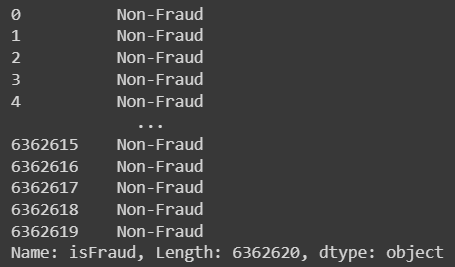 0          Non-Fraud
1          Non-Fraud
2          Non-Fraud
3          Non-Fraud
4          Non-Fraud
             ...
6362615    Non-Fraud
6362616    Non-Fraud
6362617    Non-Fraud
6362618    Non-Fraud
6362619    Non-Fraud
Name: isFraud, Length: 6362620, dtype: object